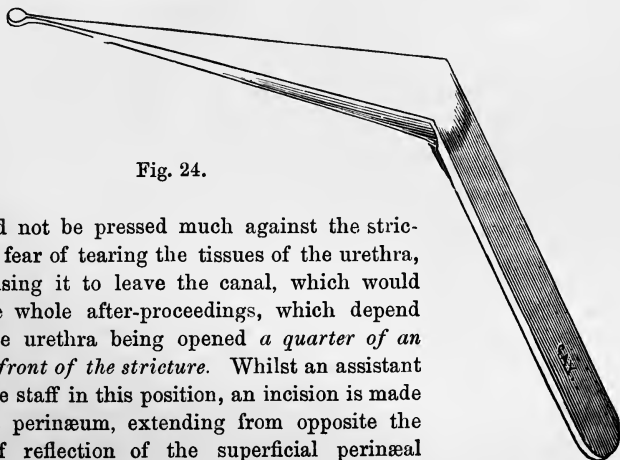 Fig. 24.
d not be pressed much against the stric-
fear of tearing the tissues of the urethra,
sing it to leave the canal, which would
e whole after-proceedings, which depend
e urethra being opened a quarter of an
front of the stricture. Whilst an assistant
e staff in this position, an incision is made
perinæum, extending from opposite the
f reflection of the superficial perinæal